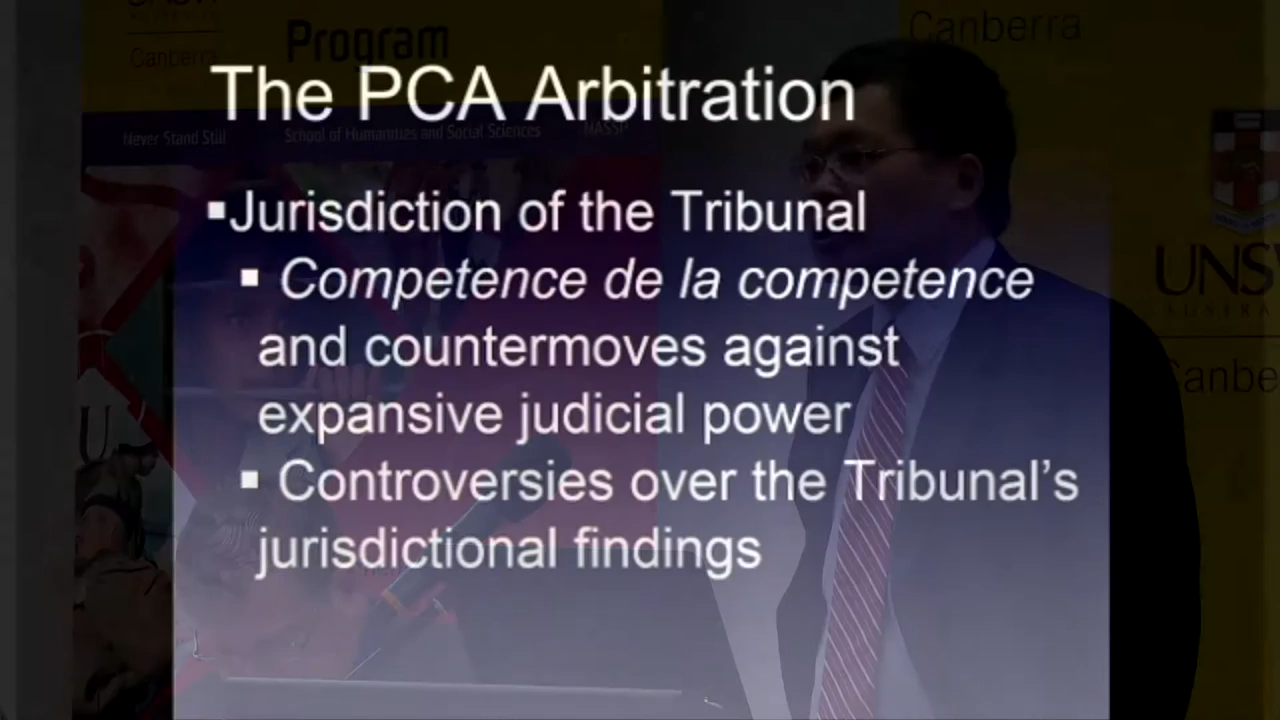 Program
Canberra
Canberra
The PCA Arbitration
Never Stand Still
School of Humanities and Social Sciences
▪Jurisdiction of the Tribunal
▪ Competence de la competence
and countermoves against
expansive judicial power
▪ Controversies over the Tribunal's
jurisdictional findings